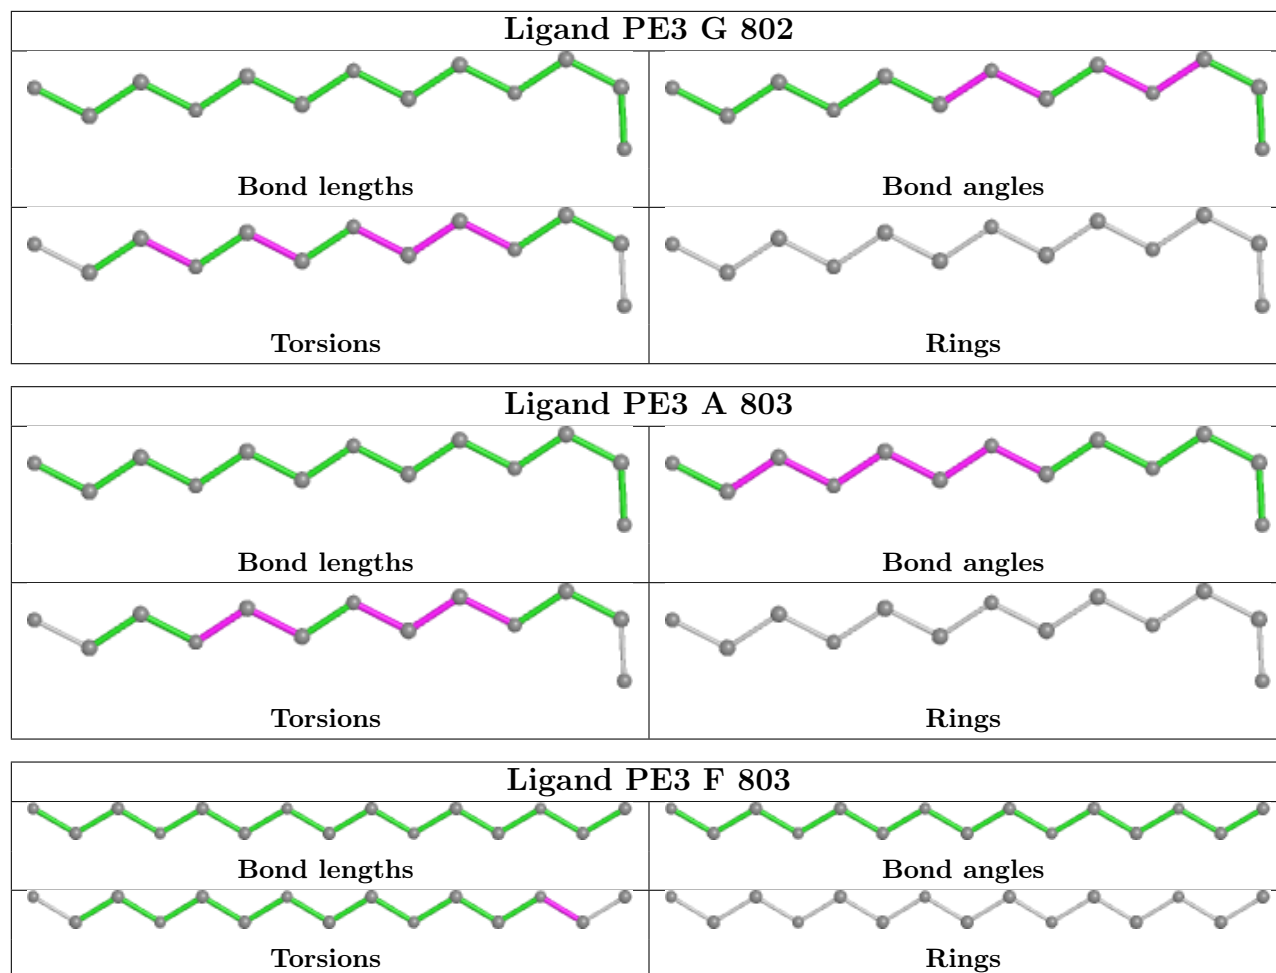 Ligand PE3 G 802
Bond lengths
Bond angles
Torsions
Rings
Ligand PE3 A 803
Bond lengths
Bond angles
Torsions
Rings
Ligand PE3 F 803
Bond lengths
Bond angles
Torsions
Rings